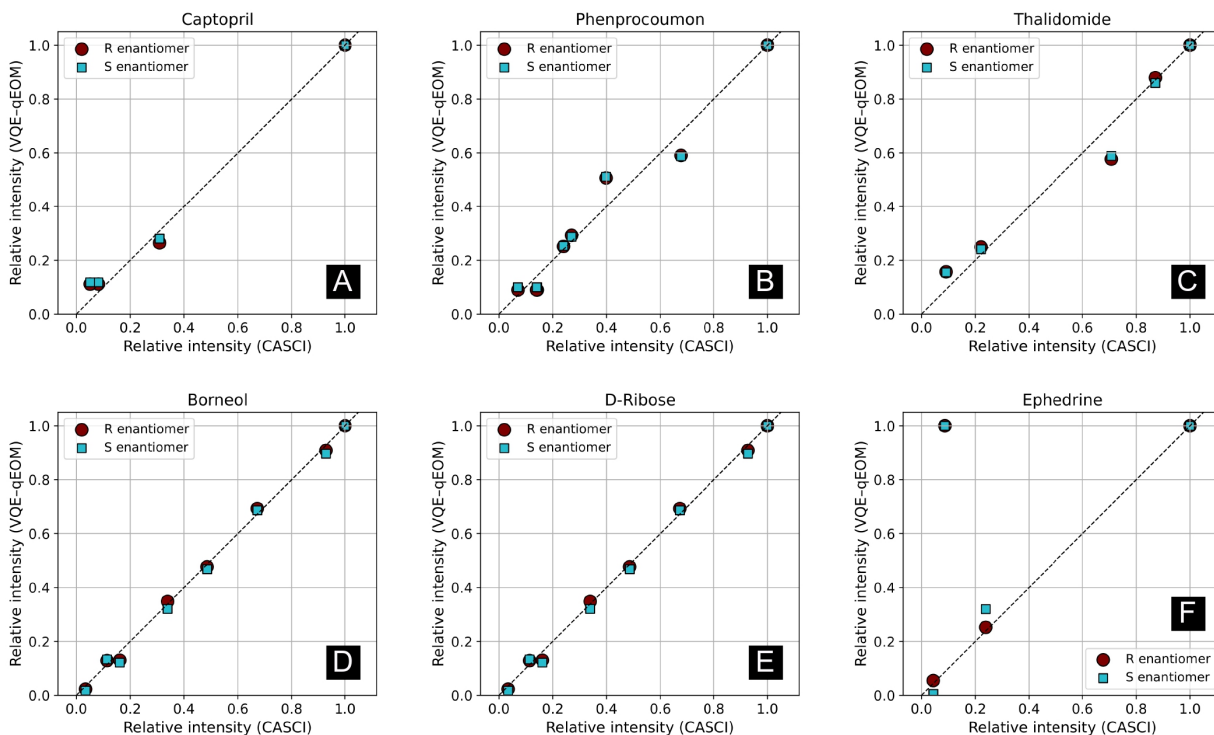 Captopril
R enantiomer
S enantiomer
Relative intensity (VQE–qEOM)
1.0
0.8
0.6
0.4
0.2
0.0
A
0.0 0.2 0.4 0.6 0.8 1.0
Relative intensity (CASCI)
Phenprocoumon
R enantiomer
S enantiomer
Relative intensity (VQE–qEOM)
1.0
0.8
0.6
0.4
0.2
0.0
B
0.0 0.2 0.4 0.6 0.8 1.0
Relative intensity (CASCI)
Thalidomide
R enantiomer
S enantiomer
Relative intensity (VQE–qEOM)
1.0
0.8
0.6
0.4
0.2
0.0
C
0.0 0.2 0.4 0.6 0.8 1.0
Relative intensity (CASCI)
Borneol
R enantiomer
S enantiomer
Relative intensity (VQE–qEOM)
1.0
0.8
0.6
0.4
0.2
0.0
D
0.0 0.2 0.4 0.6 0.8 1.0
Relative intensity (CASCI)
D-Ribose
R enantiomer
S enantiomer
Relative intensity (VQE–qEOM)
1.0
0.8
0.6
0.4
0.2
0.0
E
0.0 0.2 0.4 0.6 0.8 1.0
Relative intensity (CASCI)
Ephedrine
Relative intensity (VQE–qEOM)
1.0
0.8
0.6
0.4
0.2
0.0
F
R enantiomer
S enantiomer
0.0 0.2 0.4 0.6 0.8 1.0
Relative intensity (CASCI)